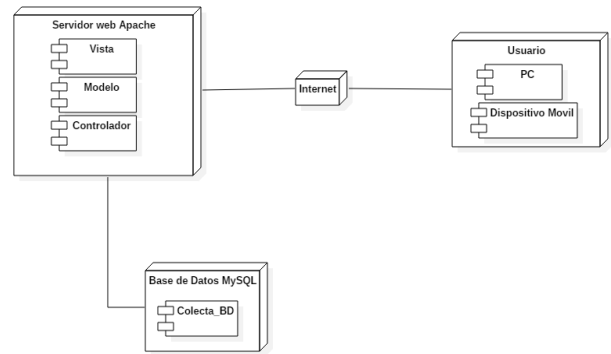 Servidor web Apache
Vista
Modelo
Controlador
Internet
Usuario
PC
Dispositivo Movil
Base de Datos MySQL
Colecta_BD